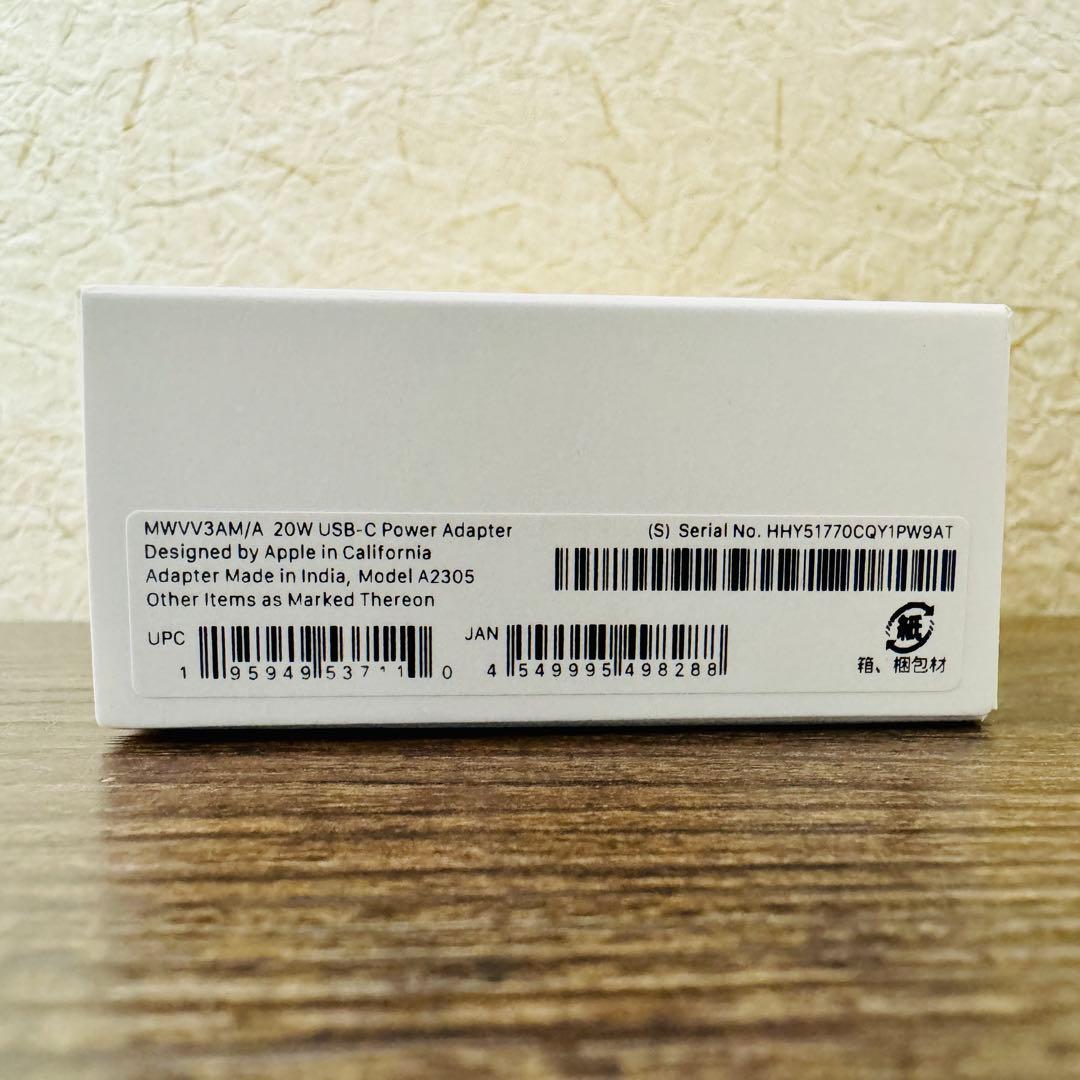 MWVV3AM/A 20W USB-C Power Adapter
Designed by Apple in California
Adapter Made in India, Model A2305
Other Items as Marked Thereon
(S) Serial No. HHY51770CQY1PW9AT
UPC
1 95949 53711 0
JAN
4 549995 498288
紙
箱、梱包材